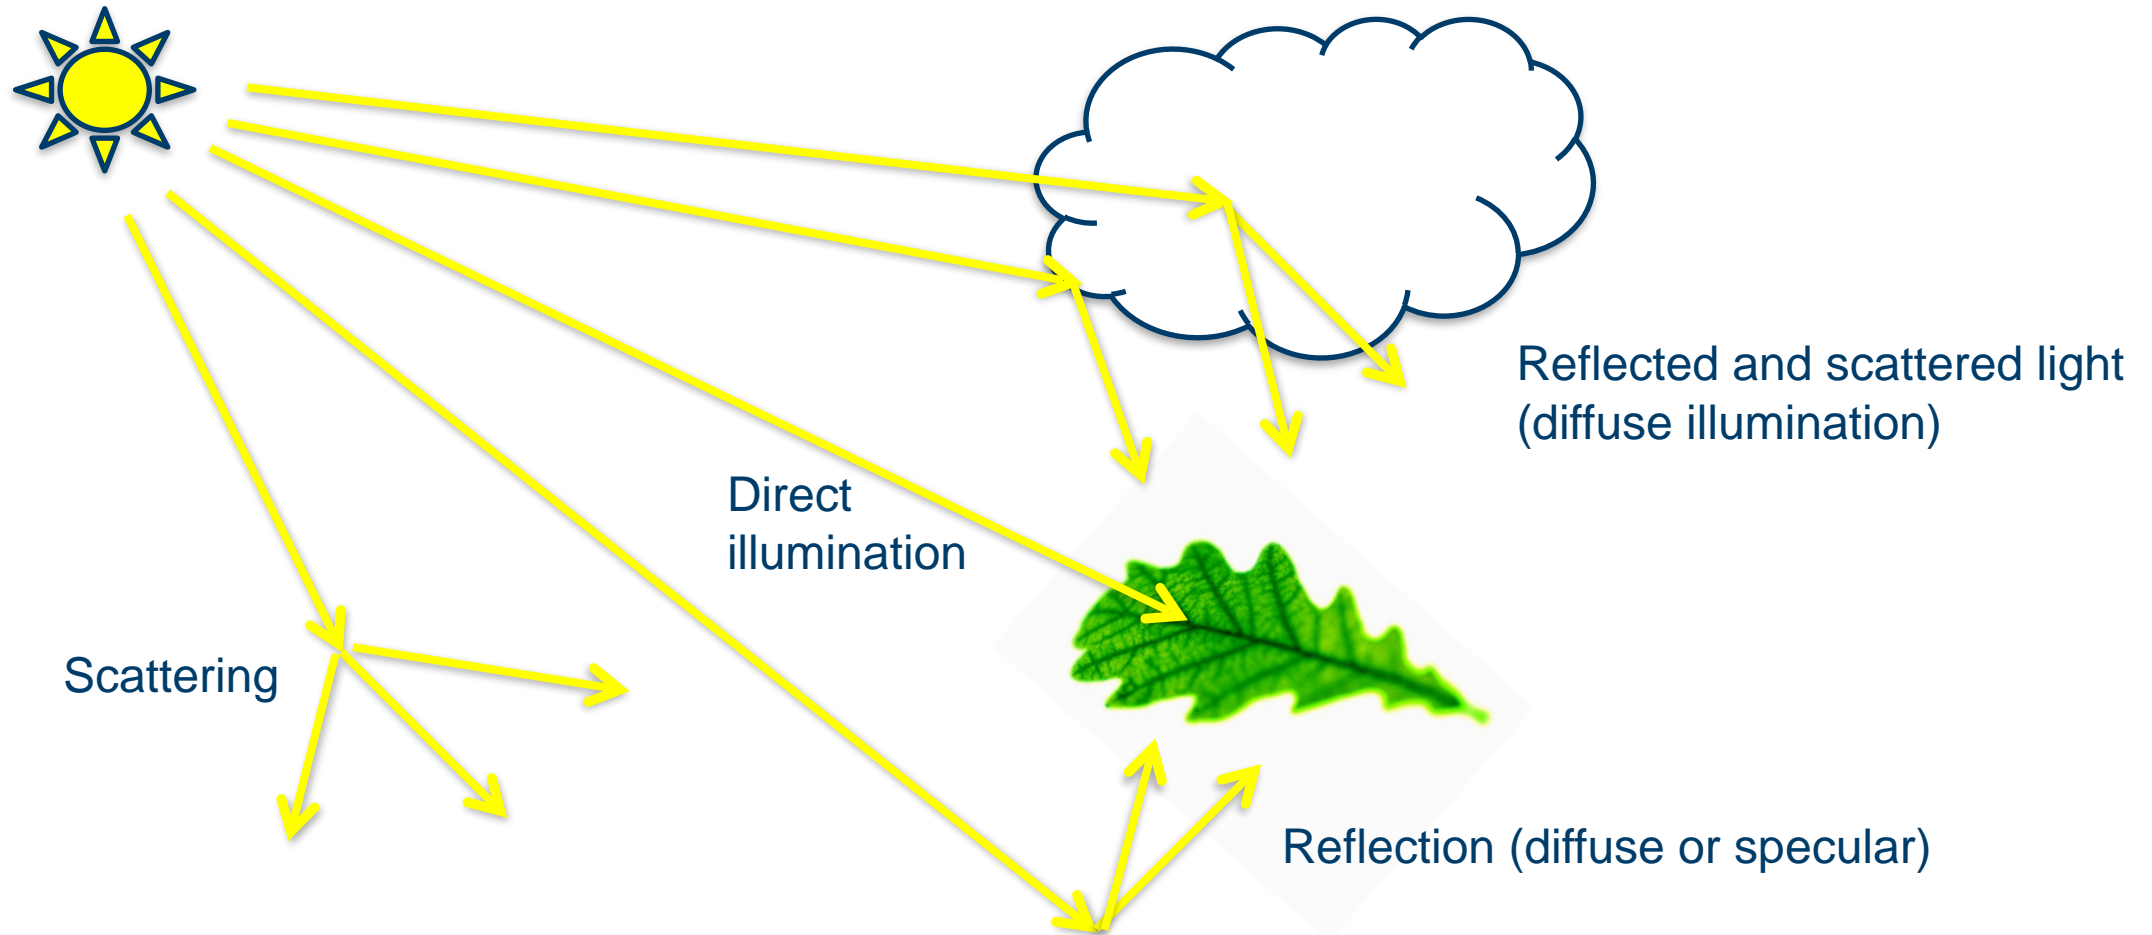 Reflected and scattered light
(diffuse illumination)
Direct
illumination
Scattering
Reflection (diffuse or specular)